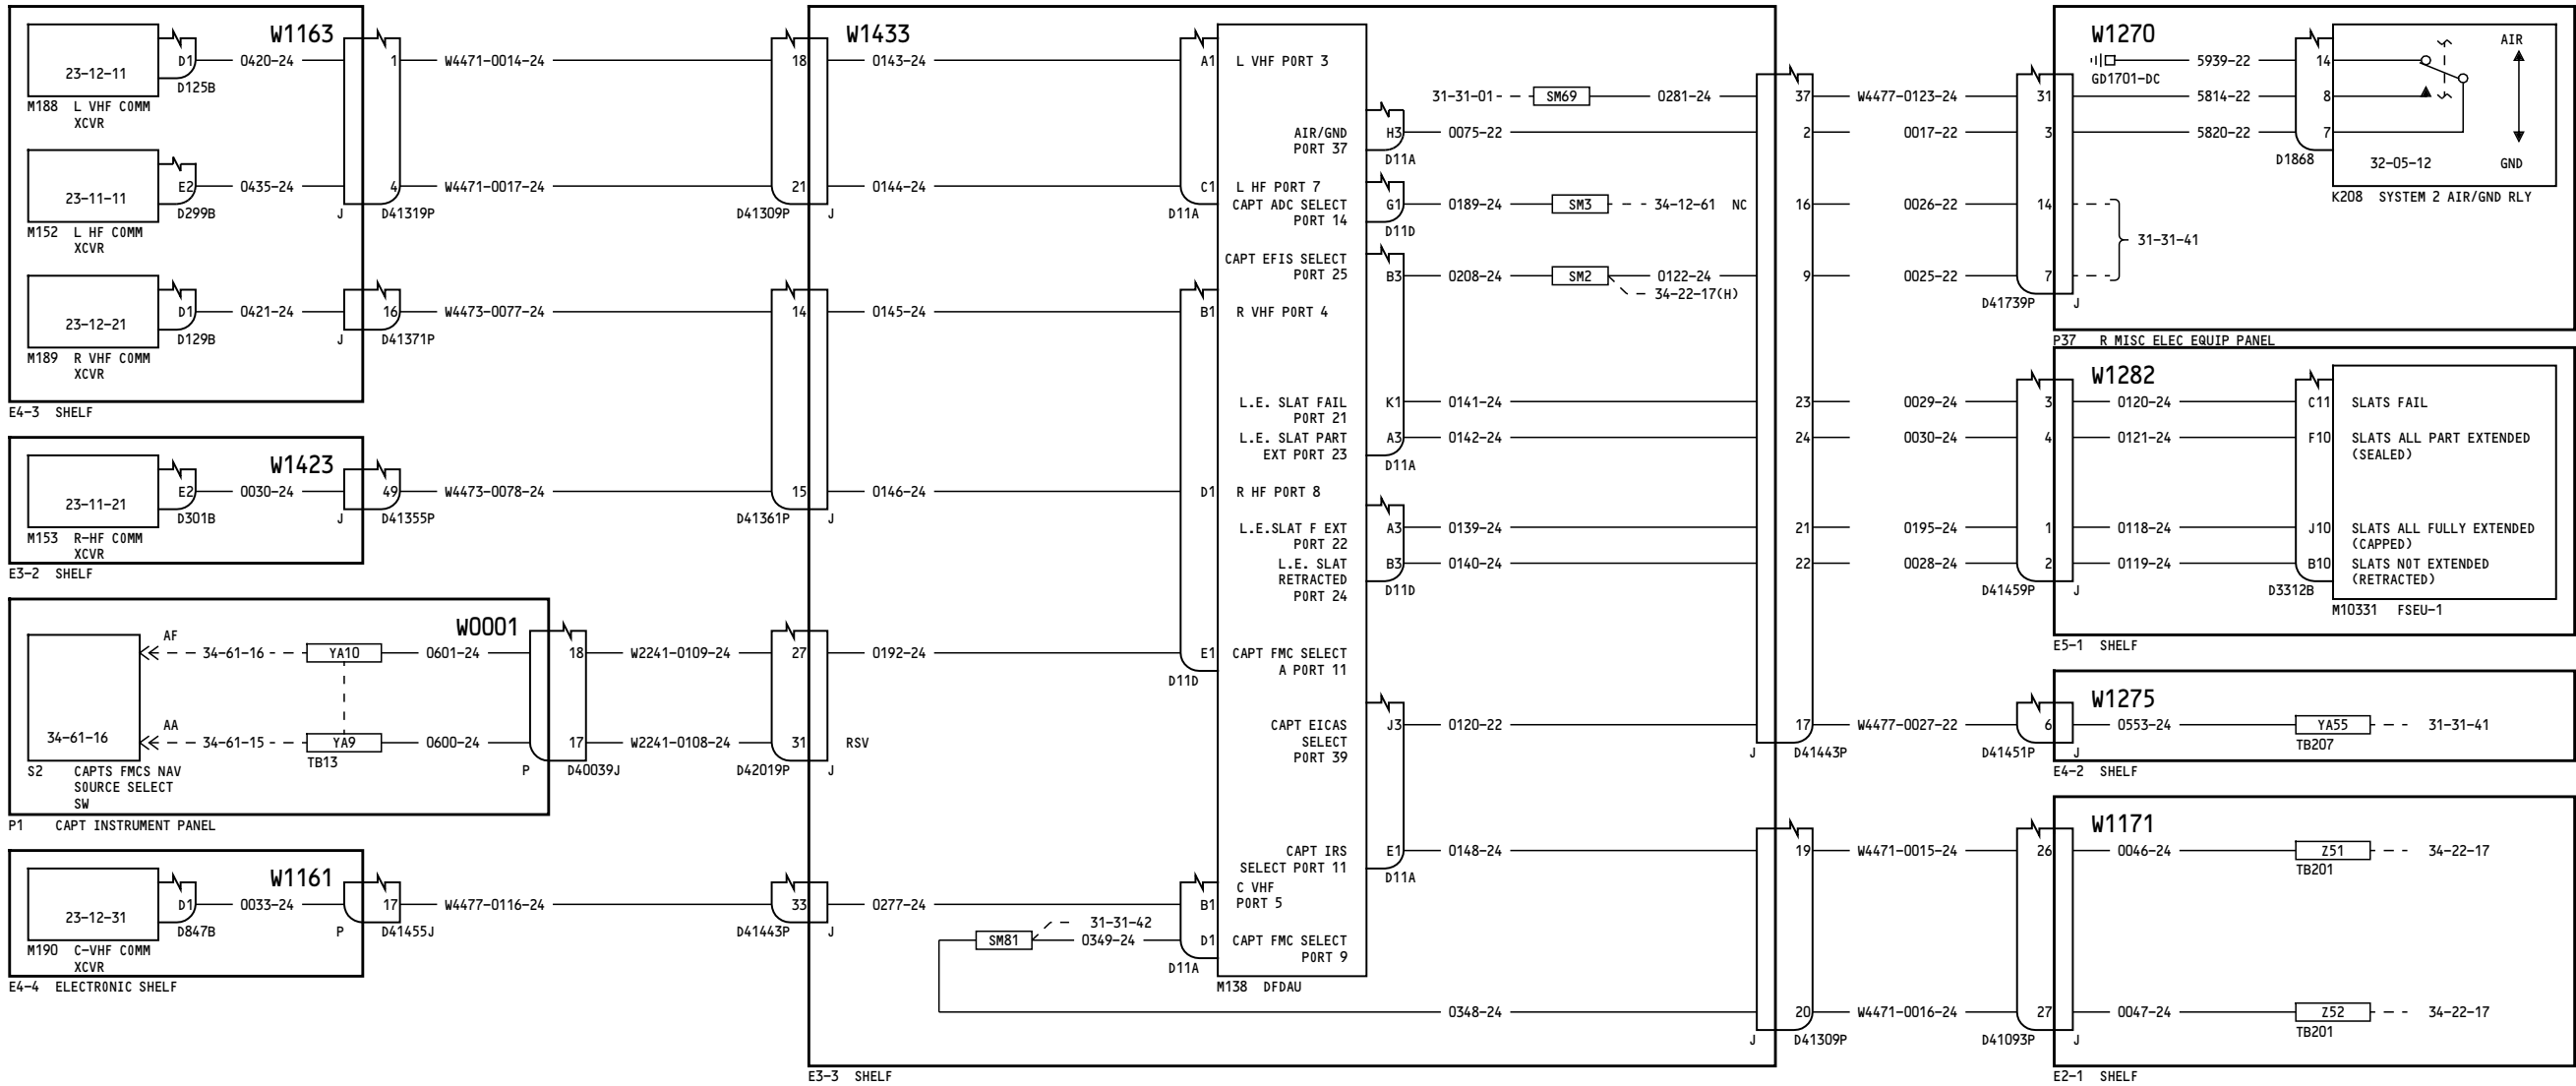 W1163
23-12-11
D1
0420-24
1
W4471-0014-24
18
D125B
M188 L VHF COMM
XCVR
23-11-11
E2
0435-24
4
W4471-0017-24
21
D299B
J
D41319P
D41309P
J
M152 L HF COMM
XCVR
23-12-21
D1
0421-24
16
W4473-0077-24
14
D129B
J
D41371P
M189 R VHF COMM
XCVR
E4-3 SHELF
W1423
23-11-21
E2
0030-24
49
W4473-0078-24
15
D301B
J
D41355P
D41361P
J
M153 R-HF COMM
XCVR
E3-2 SHELF
W0001
AF
34-61-16
YA10
0601-24
18
W2241-0109-24
27
AA
34-61-16
34-61-15
YA9
0600-24
17
W2241-0108-24
31
RSV
TB13
S2 CAPTS FMCS NAV
SOURCE SELECT
SW
P
D40039J
D42019P
J
P1 CAPT INSTRUMENT PANEL
W1161
23-12-31
D1
0033-24
17
W4477-0116-24
33
D847B
P
D41455J
D41443P
J
M190 C-VHF COMM
XCVR
E4-4 ELECTRONIC SHELF
W1433
0143-24
A1
L VHF PORT 3
0144-24
C1
L HF PORT 7
D11A
0145-24
B1
R VHF PORT 4
0146-24
D1
R HF PORT 8
0192-24
E1
CAPT FMC SELECT
A PORT 11
D11D
0277-24
B1
C VHF
PORT 5
31-31-42
SM81
0349-24
D1
CAPT FMC SELECT
PORT 9
D11A
M138 DFDAU
0348-24
E3-3 SHELF
31-31-01
SM69
0281-24
37
W4477-0123-24
31
AIR/GND
PORT 37
H3
0075-22
2
0017-22
3
D11A
CAPT ADC SELECT
PORT 14
G1
0189-24
SM3
34-12-61 NC
16
0026-22
14
D11D
CAPT EFIS SELECT
PORT 25
B3
0208-24
SM2
0122-24
34-22-17(H)
9
0025-22
7
31-31-41
D41739P
J
L.E. SLAT FAIL
PORT 21
K1
0141-24
23
0029-24
3
L.E. SLAT PART
EXT PORT 23
A3
0142-24
24
0030-24
4
D11A
L.E.SLAT F EXT
PORT 22
A3
0139-24
21
0195-24
1
L.E. SLAT
RETRACTED
PORT 24
B3
0140-24
22
0028-24
2
D11D
D41459P
J
CAPT EICAS
SELECT
PORT 39
J3
0120-22
17
W4477-0027-22
6
J
D41443P
D41451P
J
CAPT IRS
SELECT PORT 11
E1
0148-24
19
W4471-0015-24
26
D11A
20
W4471-0016-24
27
J
D41309P
D41093P
J
W1270
GD1701-DC
5939-22
14
5814-22
8
5820-22
7
D1868
AIR
GND
32-05-12
K208 SYSTEM 2 AIR/GND RLY
P37 R MISC ELEC EQUIP PANEL
W1282
0120-24
C11
SLATS FAIL
0121-24
F10
SLATS ALL PART EXTENDED
(SEALED)
0118-24
J10
SLATS ALL FULLY EXTENDED
(CAPPED)
0119-24
B10
SLATS NOT EXTENDED
(RETRACTED)
D3312B
M10331 FSEU-1
E5-1 SHELF
W1275
0553-24
YA55
31-31-41
TB207
E4-2 SHELF
W1171
0046-24
Z51
34-22-17
TB201
0047-24
Z52
34-22-17
TB201
E2-1 SHELF